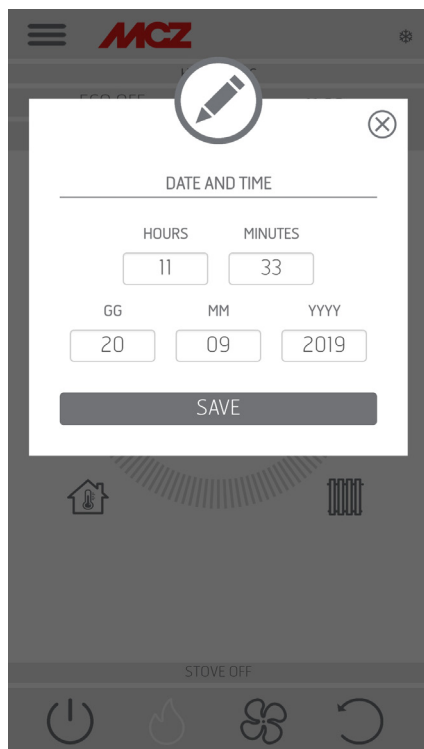 MCZ
DATE AND TIME
HOURS MINUTES
11 33
GG MM YYYY
20 09 2019
SAVE
STOVE OFF